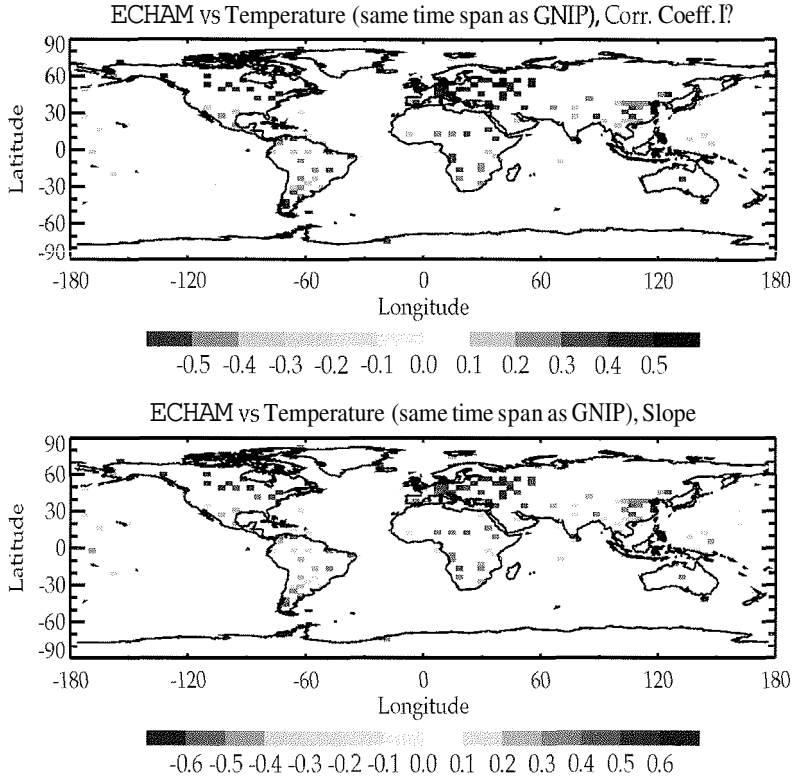 ECHAM vs Temperature (same time span as GNIP), Corr. Coeff. I?
90
60
30
0
-30
-60
-90
Latitude
-180 -120 -60 0 60 120 180
Longitude
-0.5 -0.4 -0.3 -0.2 -0.1 0.0 0.1 0.2 0.3 0.4 0.5
ECHAM vs Temperature (same time span as GNIP), Slope
90
60
30
0
-30
-60
-90
Latitude
-180 -120 -60 0 60 120 180
Longitude
-0.6 -0.5 -0.4 -0.3 -0.2 -0.1 0.0 0.1 0.2 0.3 0.4 0.5 0.6